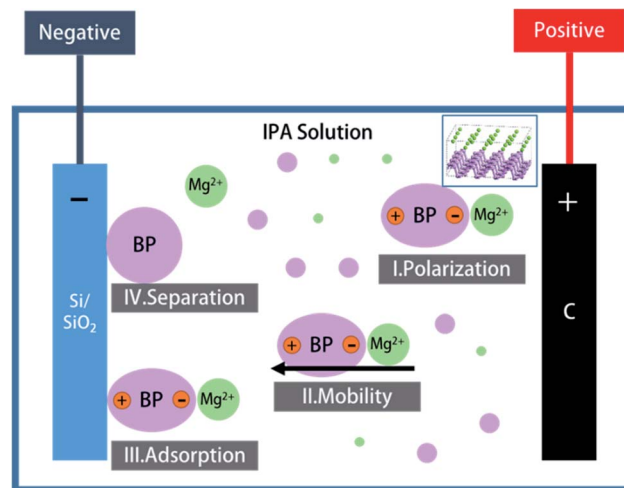 Negative
Positive
IPA Solution
−
+
Mg²⁺
+ BP − Mg²⁺
BP
I.Polarization
IV.Separation
Si/
SiO₂
C
+ BP − Mg²⁺
II.Mobility
+ BP − Mg²⁺
III.Adsorption